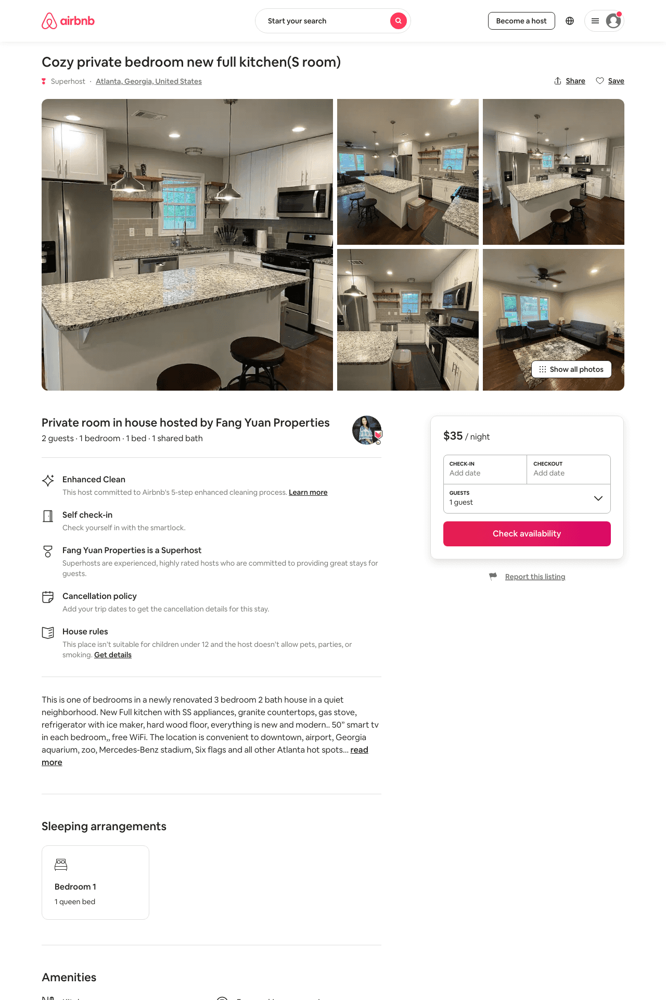 airbnb
Start your search
Become a host
Cozy private bedroom new full kitchen(S room)
Superhost · Atlanta, Georgia, United States
Share
Save
Show all photos
Private room in house hosted by Fang Yuan Properties
2 guests · 1 bedroom · 1 bed · 1 shared bath
$35 / night
CHECK-IN
Add date
CHECKOUT
Add date
GUESTS
1 guest
Check availability
Report this listing
Enhanced Clean
This host committed to Airbnb's 5-step enhanced cleaning process. Learn more
Self check-in
Check yourself in with the smartlock.
Fang Yuan Properties is a Superhost
Superhosts are experienced, highly rated hosts who are committed to providing great stays for
guests.
Cancellation policy
Add your trip dates to get the cancellation details for this stay.
House rules
This place isn’t suitable for children under 12 and the host doesn’t allow pets, parties, or
smoking. Get details
This is one of bedrooms in a newly renovated 3 bedroom 2 bath house in a quiet
neighborhood. New Full kitchen with SS appliances, granite countertops, gas stove,
refrigerator with ice maker, hard wood floor, everything is new and modern.. 50” smart tv
in each bedroom,, free WiFi. The location is convenient to downtown, airport, Georgia
aquarium, zoo, Mercedes-Benz stadium, Six flags and all other Atlanta hot spots... read
more
Sleeping arrangements
Bedroom 1
1 queen bed
Amenities